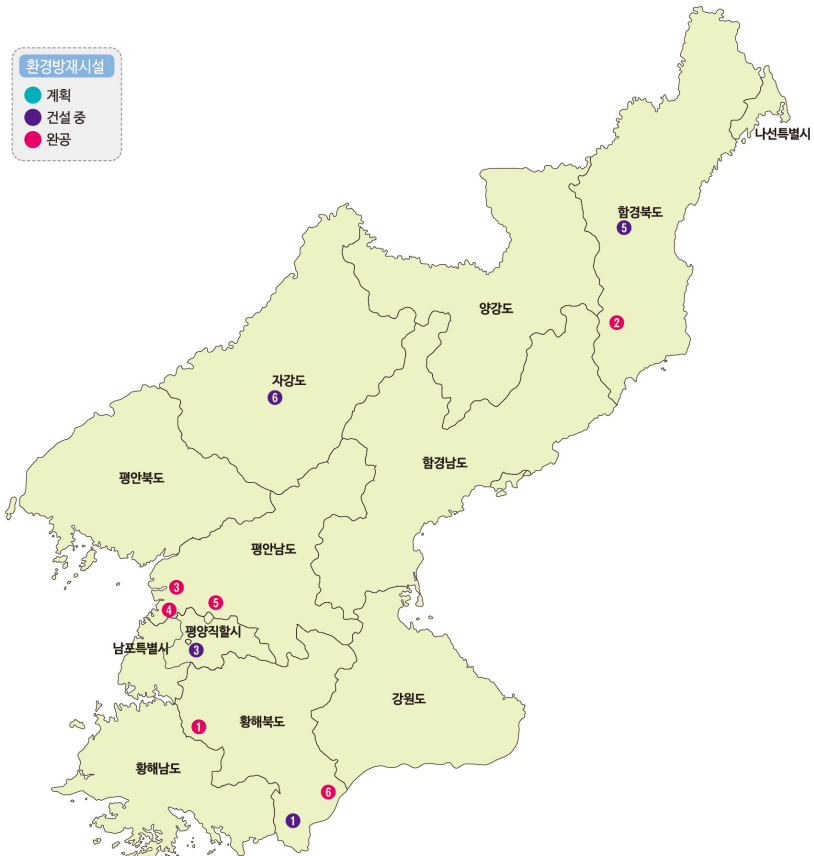 환경방재시설
계획
건설 중
완공
나선특별시
함경북도
5
양강도
2
자강도
6
함경남도
평안북도
평안남도
3
5
4
평양직할시
남포특별시
3
강원도
황해북도
1
황해남도
6
1